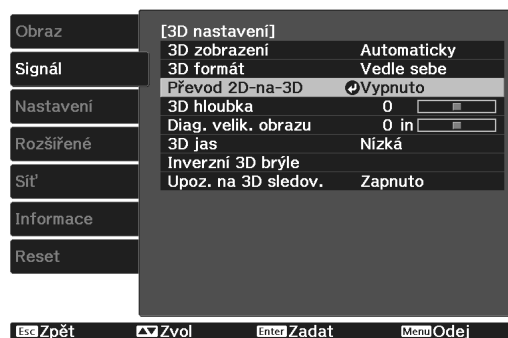 Obraz
Signál
Nastavení
Rozšířené
Síť
Informace
Reset
[3D nastavení]
3D zobrazení Automaticky
3D formát Vedle sebe
Převod 2D-na-3D Vypnuto
3D hloubka 0
Diag. velik. obrazu 0 in
3D jas Nízká
Inverzní 3D brýle
Upoz. na 3D sledov. Zapnuto
Esc Zpět Zvol Enter Zadat Menu Odej